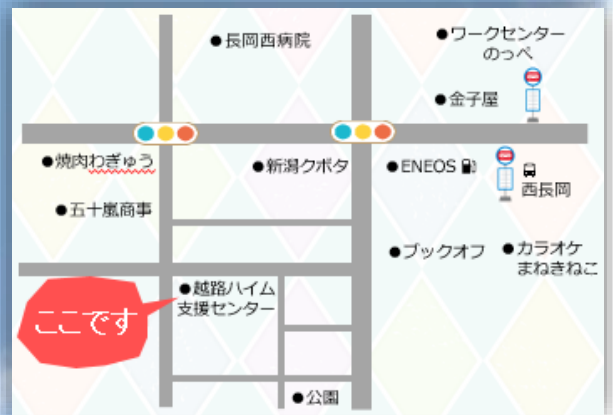 ●長岡西病院
●ワークセンター
のっぺ
●金子屋
●焼肉わぎゅう
●新潟クボタ
●ENEOS
西長岡
●五十嵐商事
●ブックオフ
●カラオケ
まねきねこ
●越路ハイム
支援センター
ここです
●公園